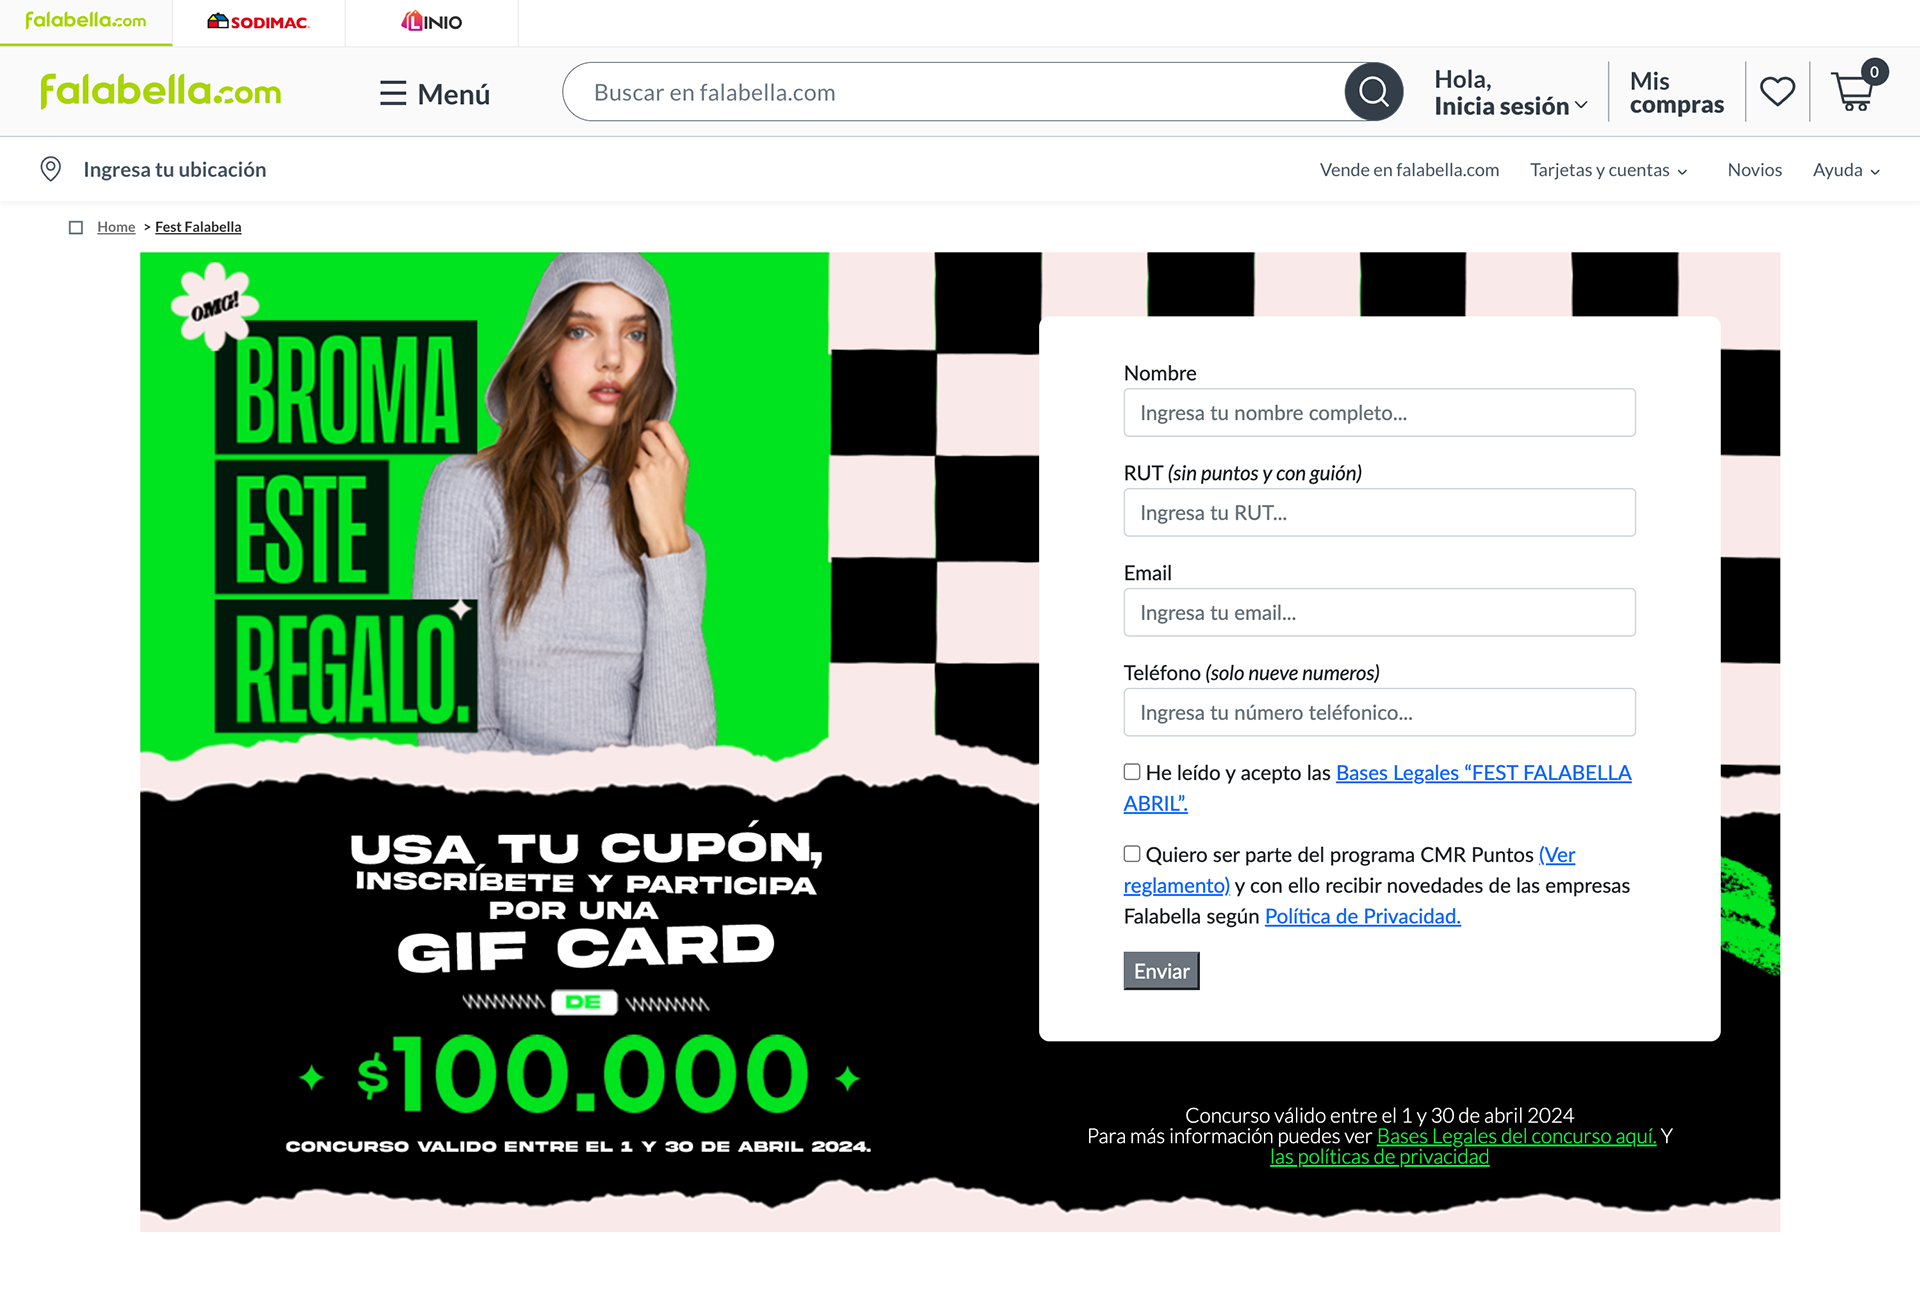 falabella.com
SODIMAC.
LINIO
falabella.com
Menú
Buscar en falabella.com
Hola,
Inicia sesión
Mis
compras
0
Ingresa tu ubicación
Vende en falabella.com
Tarjetas y cuentas
Novios
Ayuda
Home > Fest Falabella
OMG!
BROMA
ESTE
REGALO.
USA TU CUPÓN,
INSCRÍBETE Y PARTICIPA
POR UNA
GIF CARD
DE
$100.000
CONCURSO VALIDO ENTRE EL 1 Y 30 DE ABRIL 2024.
Nombre
Ingresa tu nombre completo...
RUT (sin puntos y con guión)
Ingresa tu RUT...
Email
Ingresa tu email...
Teléfono (solo nueve numeros)
Ingresa tu número teléfonico...
He leído y acepto las Bases Legales “FEST FALABELLA
ABRIL”.
Quiero ser parte del programa CMR Puntos (Ver
reglamento) y con ello recibir novedades de las empresas
Falabella según Política de Privacidad.
Enviar
Concurso válido entre el 1 y 30 de abril 2024
Para más información puedes ver Bases Legales del concurso aquí. Y
las políticas de privacidad